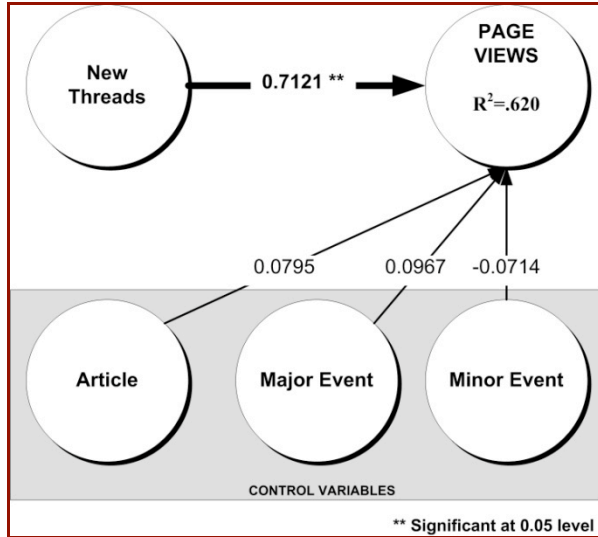 New
Threads
0.7121 **
PAGE
VIEWS
R²=.620
0.0795
0.0967
-0.0714
Article
Major Event
Minor Event
CONTROL VARIABLES
** Significant at 0.05 level